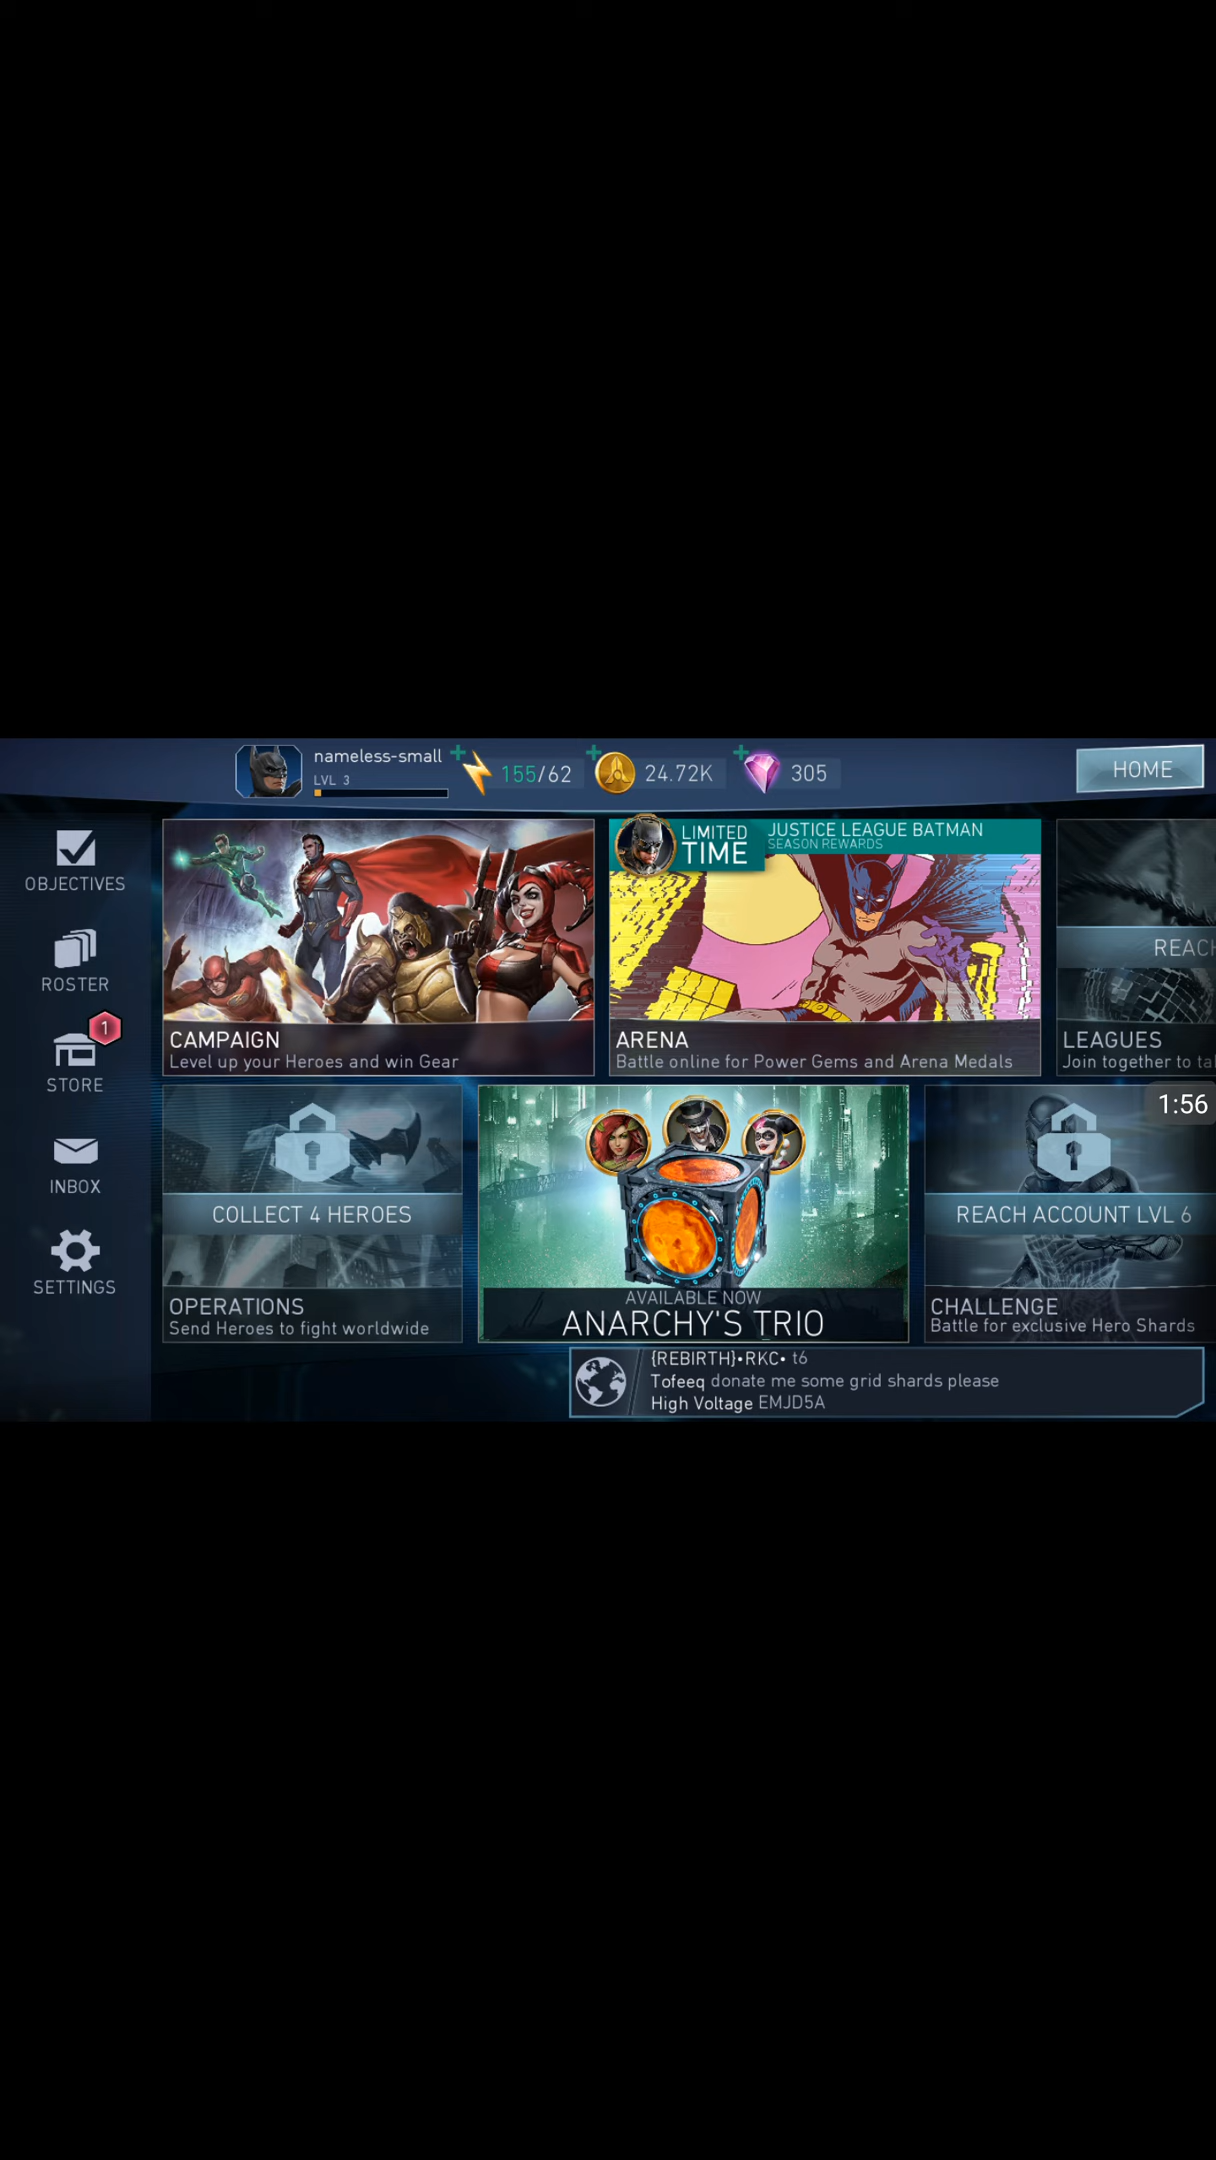 nameless-small
LVL 3
155/62
24.72K
305
HOME
OBJECTIVES
ROSTER
1
STORE
INBOX
SETTINGS
CAMPAIGN
Level up your Heroes and win Gear
LIMITED
TIME
JUSTICE LEAGUE BATMAN
SEASON REWARDS
ARENA
Battle online for Power Gems and Arena Medals
REACH
LEAGUES
Join together to ta
1:56
COLLECT 4 HEROES
OPERATIONS
Send Heroes to fight worldwide
AVAILABLE NOW
ANARCHY'S TRIO
REACH ACCOUNT LVL 6
CHALLENGE
Battle for exclusive Hero Shards
{REBIRTH}•RKC• t6
Tofeeq donate me some grid shards please
High Voltage EMJD5A